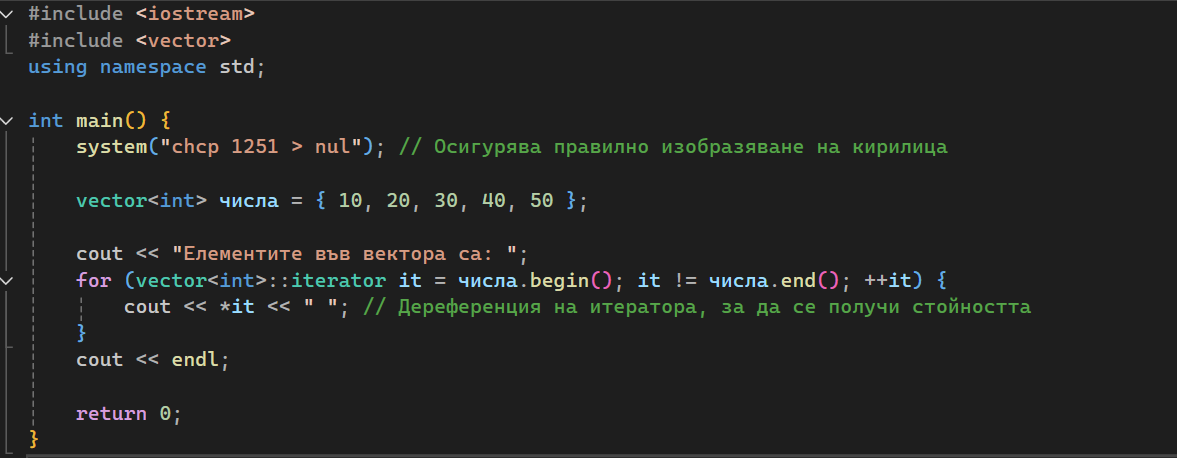 #include <iostream>
#include <vector>
using namespace std;
int main() {
system("chcp 1251 > nul"); // Осигурява правилно изобразяване на кирилица
vector<int> числа = { 10, 20, 30, 40, 50 };
cout << "Елементите във вектора са: ";
for (vector<int>::iterator it = числа.begin(); it != числа.end(); ++it) {
cout << *it << " "; // Дереференция на итератора, за да се получи стойността
}
cout << endl;
return 0;
}